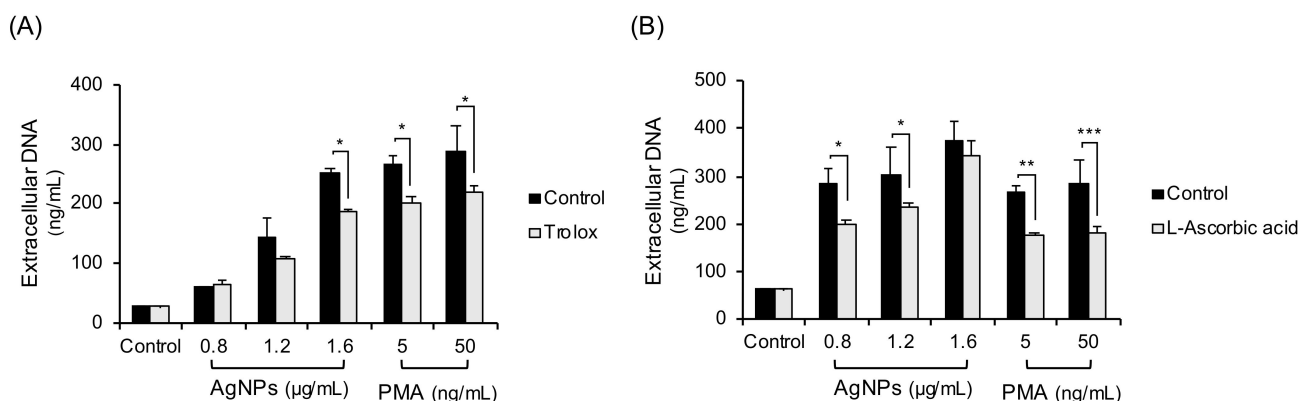 (A)
Extracellular DNA
(ng/mL)
400
300
200
100
0
*
*
*
Control
Trolox
Control
0.8
1.2
1.6
5
50
AgNPs (µg/mL)
PMA (ng/mL)
(B)
Extracellular DNA
(ng/mL)
500
400
300
200
100
0
*
*
**
***
Control
L-Ascorbic acid
Control
0.8
1.2
1.6
5
50
AgNPs (µg/mL)
PMA (ng/mL)